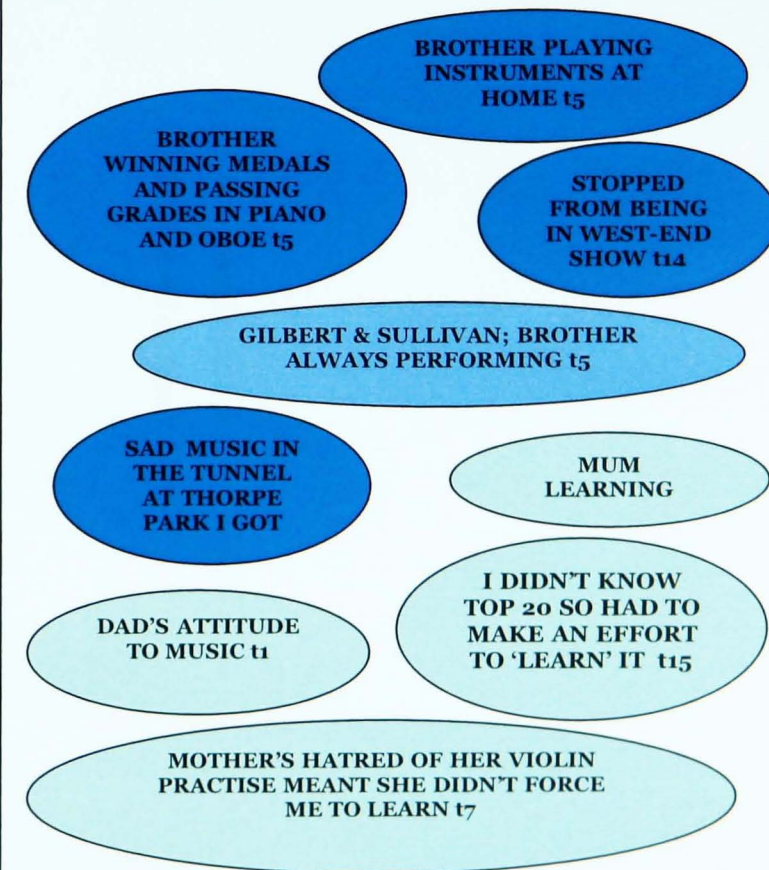 BROTHER PLAYING
INSTRUMENTS AT
HOME t5
BROTHER
WINNING MEDALS
AND PASSING
GRADES IN PIANO
AND OBOE t5
STOPPED
FROM BEING
IN WEST-END
SHOW t14
GILBERT & SULLIVAN; BROTHER
ALWAYS PERFORMING t5
SAD MUSIC IN
THE TUNNEL
AT THORPE
PARK I GOT
MUM
LEARNING
I DIDN'T KNOW
TOP 20 SO HAD TO
MAKE AN EFFORT
TO ‘LEARN’ IT t15
DAD'S ATTITUDE
TO MUSIC t1
MOTHER'S HATRED OF HER VIOLIN
PRACTISE MEANT SHE DIDN'T FORCE
ME TO LEARN t7